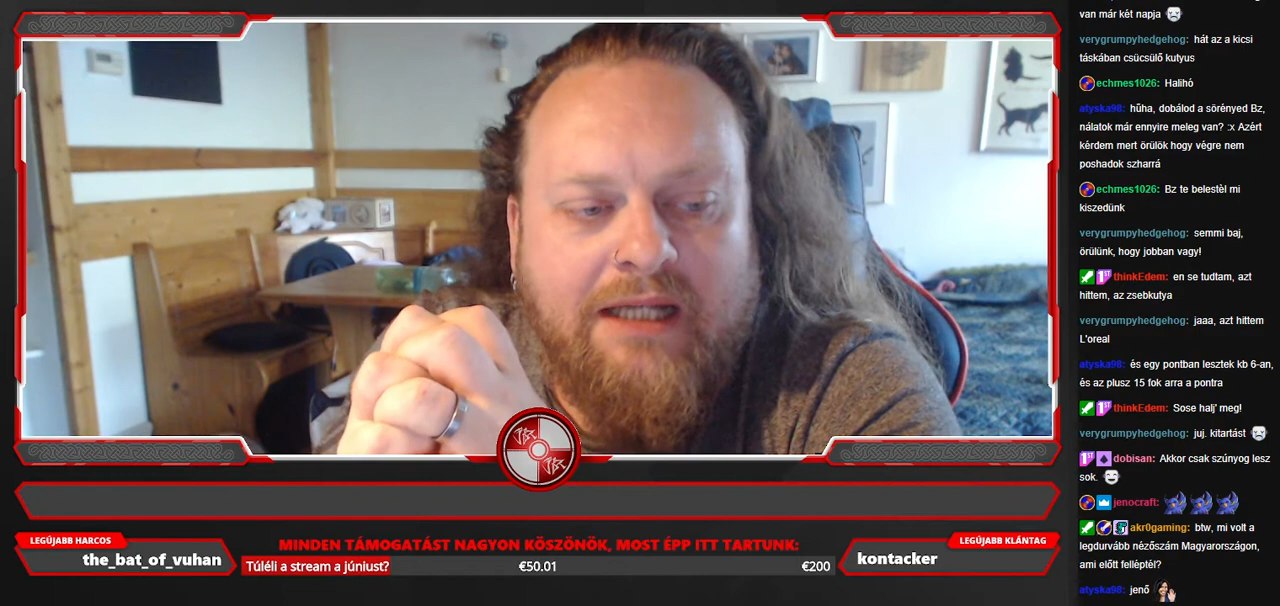 LEGÚJABB HARCOS
the_bat_of_vuhan
MINDEN TÁMOGATÁST NAGYON KÖSZÖNÖK, MOST ÉPP ITT TARTUNK:
Túléli a stream a júniust? €50.01 €200
LEGÚJABB KLÁNTAG
kontacker
van már két napja
verygrumpyhedgehog: hát az a kicsi
táskában csücsülő kutyus
echmes1026: Halihó
atyska98: hűha, dobálod a sörényed Bz,
nálatok már ennyire meleg van? :x Azért
kérdem mert örülök hogy végre nem
poshadok szharrá
echmes1026: Bz te belestèl mi
kiszedünk
verygrumpyhedgehog: semmi baj,
örülünk, hogy jobban vagy!
thinkEdem: en se tudtam, azt
hittem, az zsebkutya
verygrumpyhedgehog: jaaa, azt hittem
L'oreal
atyska98: és egy pontban lesztek kb 6-an,
és az plusz 15 fok arra a pontra
thinkEdem: Sose halj' meg!
verygrumpyhedgehog: juj. kitartást
dobisan: Akkor csak szúnyog lesz
sok.
jenocraft:
akr0gaming: btw, mi volt a
legdurvább nézőszám Magyarországon,
ami előtt felléptél?
atyska98: jenő